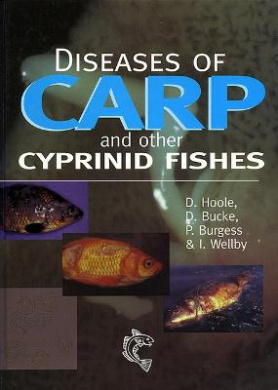 DISEASES OF
CARP
and other
CYPRINID FISHES
D. Hoole,
D. Bucke,
P. Burgess
& I. Wellby